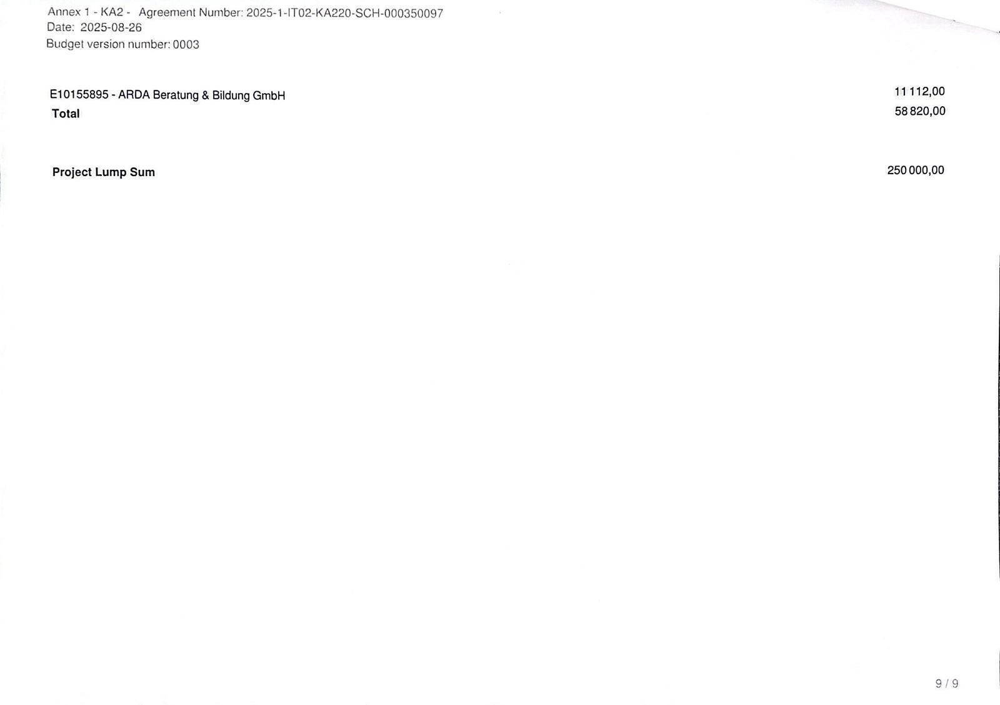 Annex 1 - KA2 - Agreement Number: 2025-1-IT02-KA220-SCH-000350097
Date: 2025-08-26
Budget version number: 0003
E10155895 - ARDA Beratung & Bildung GmbH 11 112,00
Total 58 820,00
Project Lump Sum 250 000,00
9 / 9